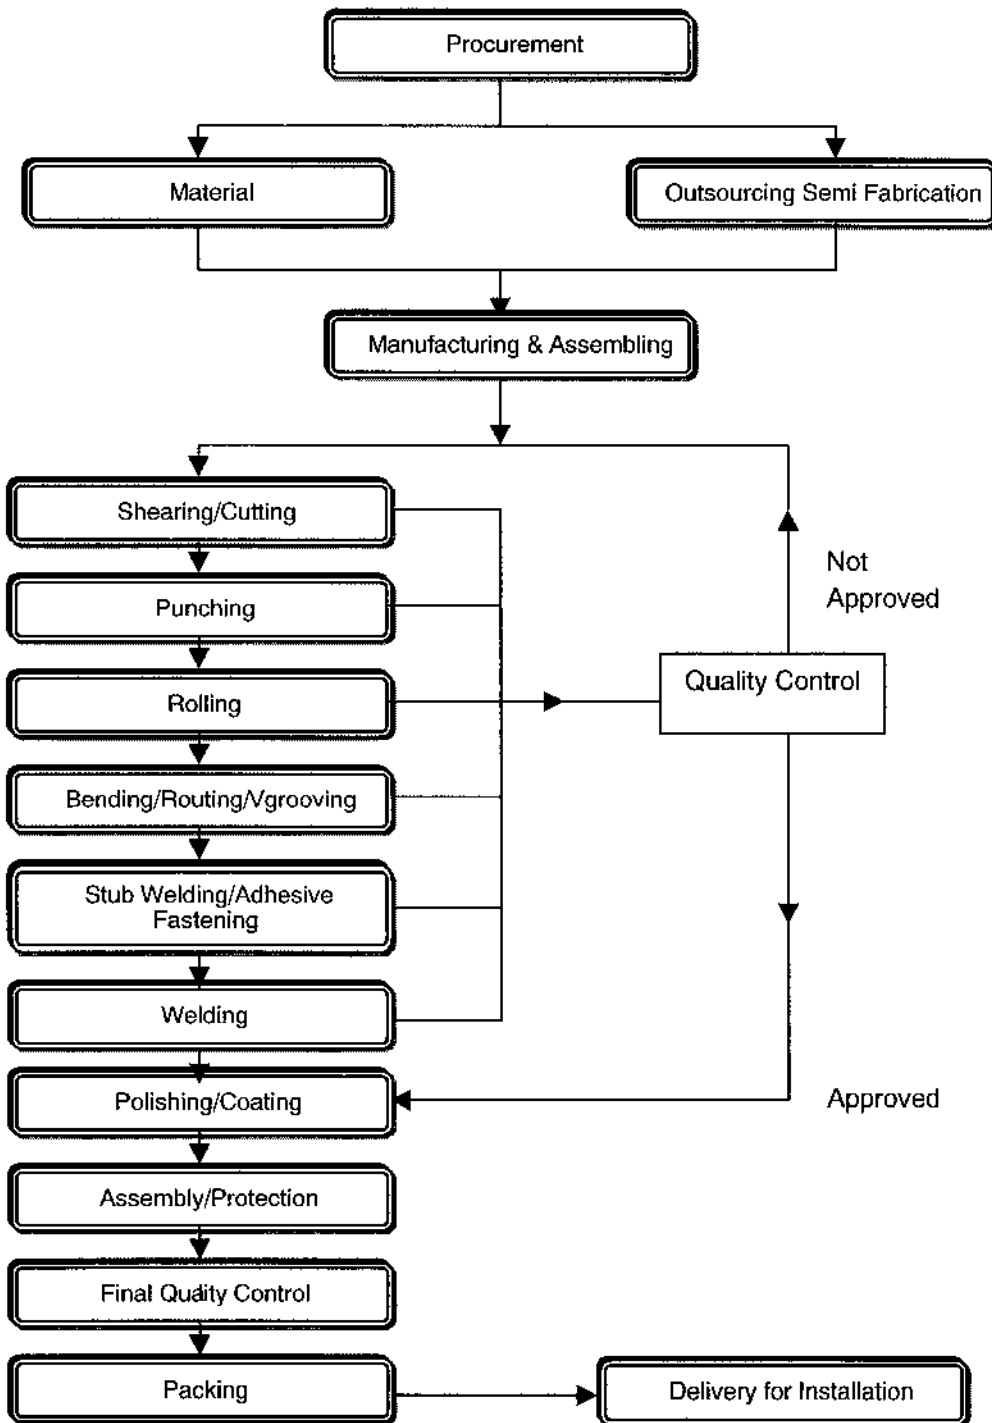 Procurement
Material
Outsourcing Semi Fabrication
Manufacturing & Assembling
Shearing/Cutting
Punching
Not
Approved
Quality Control
Rolling
Bending/Routing/Vgrooving
Stub Welding/Adhesive
Fastening
Welding
Polishing/Coating
Approved
Assembly/Protection
Final Quality Control
Packing
Delivery for Installation